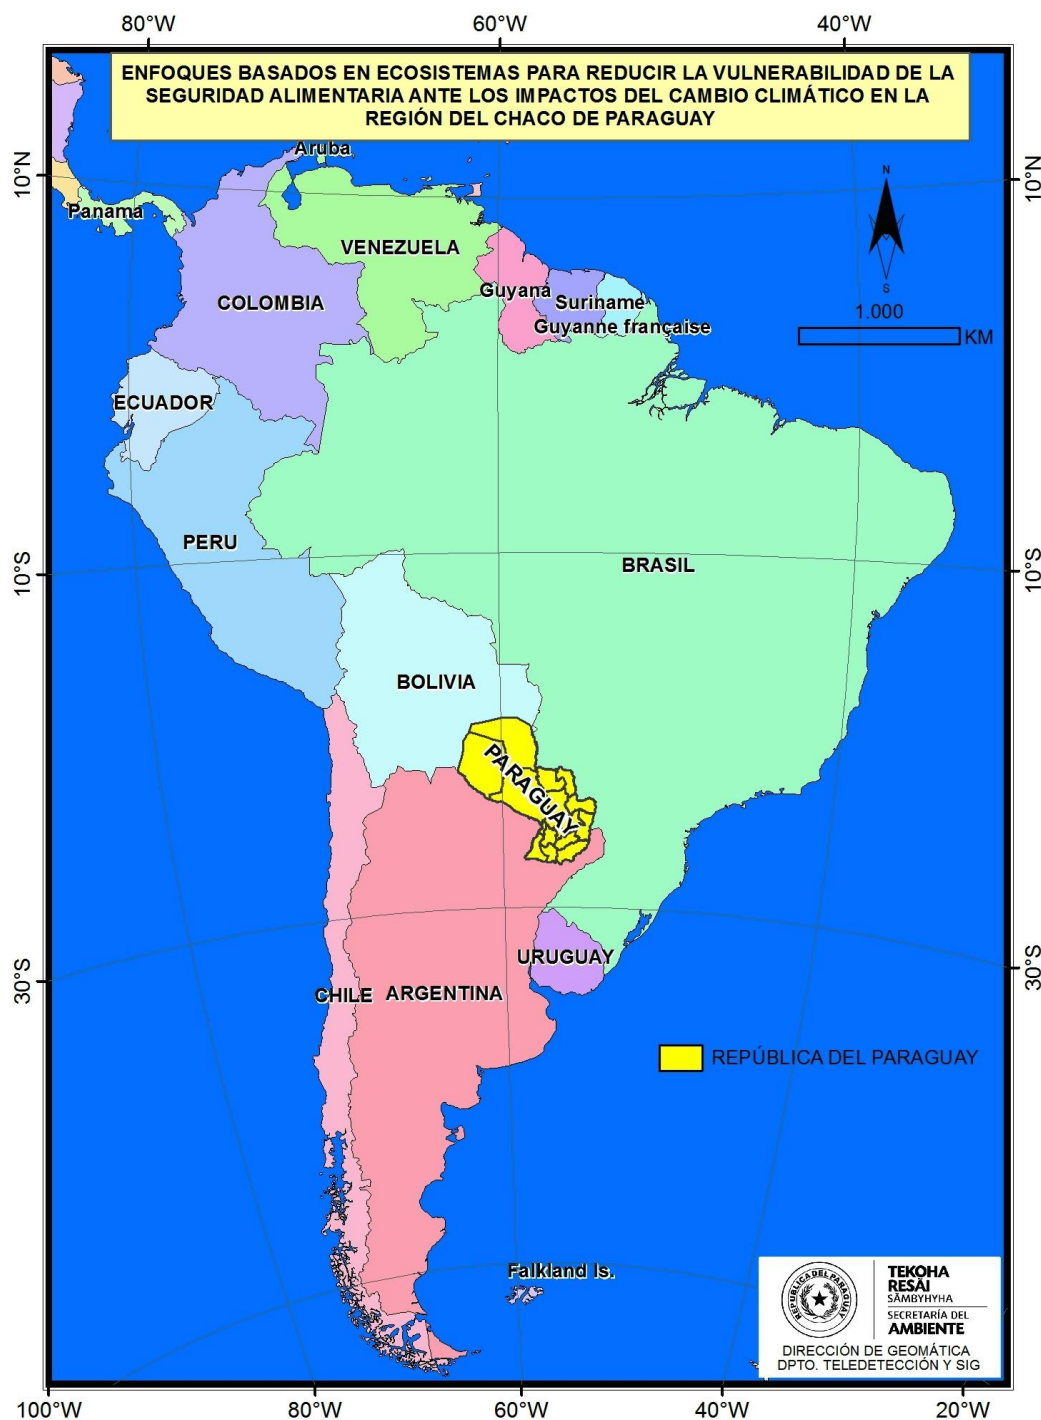 80°W 60°W 40°W
ENFOQUES BASADOS EN ECOSISTEMAS PARA REDUCIR LA VULNERABILIDAD DE LA
SEGURIDAD ALIMENTARIA ANTE LOS IMPACTOS DEL CAMBIO CLIMÁTICO EN LA
REGIÓN DEL CHACO DE PARAGUAY
Aruba
10°N
10°N
N
Panama
VENEZUELA
S
Guyana
COLOMBIA
Suriname
1.000
Guyanne française
KM
ECUADOR
PERU
BRASIL
10°S
10°S
BOLIVIA
PARAGUAY
URUGUAY
30°S
30°S
CHILE
ARGENTINA
REPÚBLICA DEL PARAGUAY
Falkland Is.
REPUBLICA DEL PARAGUAY
TEKOHA
RESÃI
SÃMBYHYHA
SECRETARÍA DEL
AMBIENTE
DIRECCIÓN DE GEOMÁTICA
DPTO. TELEDETECCIÓN Y SIG
100°W 80°W 60°W 40°W 20°W